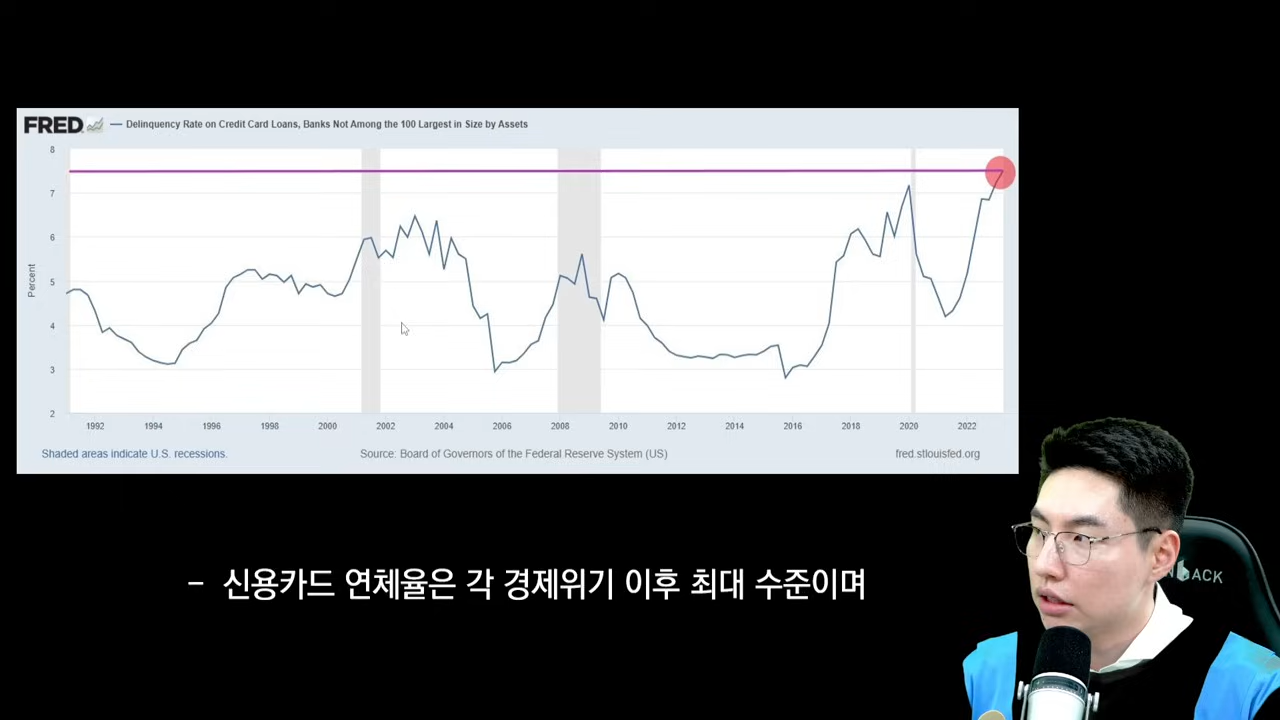 FRED — Delinquency Rate on Credit Card Loans, Banks Not Among the 100 Largest in Size by Assets
8
7
6
5
4
3
2
Percent
1992 1994 1996 1998 2000 2002 2004 2006 2008 2010 2012 2014 2016 2018 2020 2022
Shaded areas indicate U.S. recessions. Source: Board of Governors of the Federal Reserve System (US) fred.stlouisfed.org
- 신용카드 연체율은 각 경제위기 이후 최대 수준이며
ACK